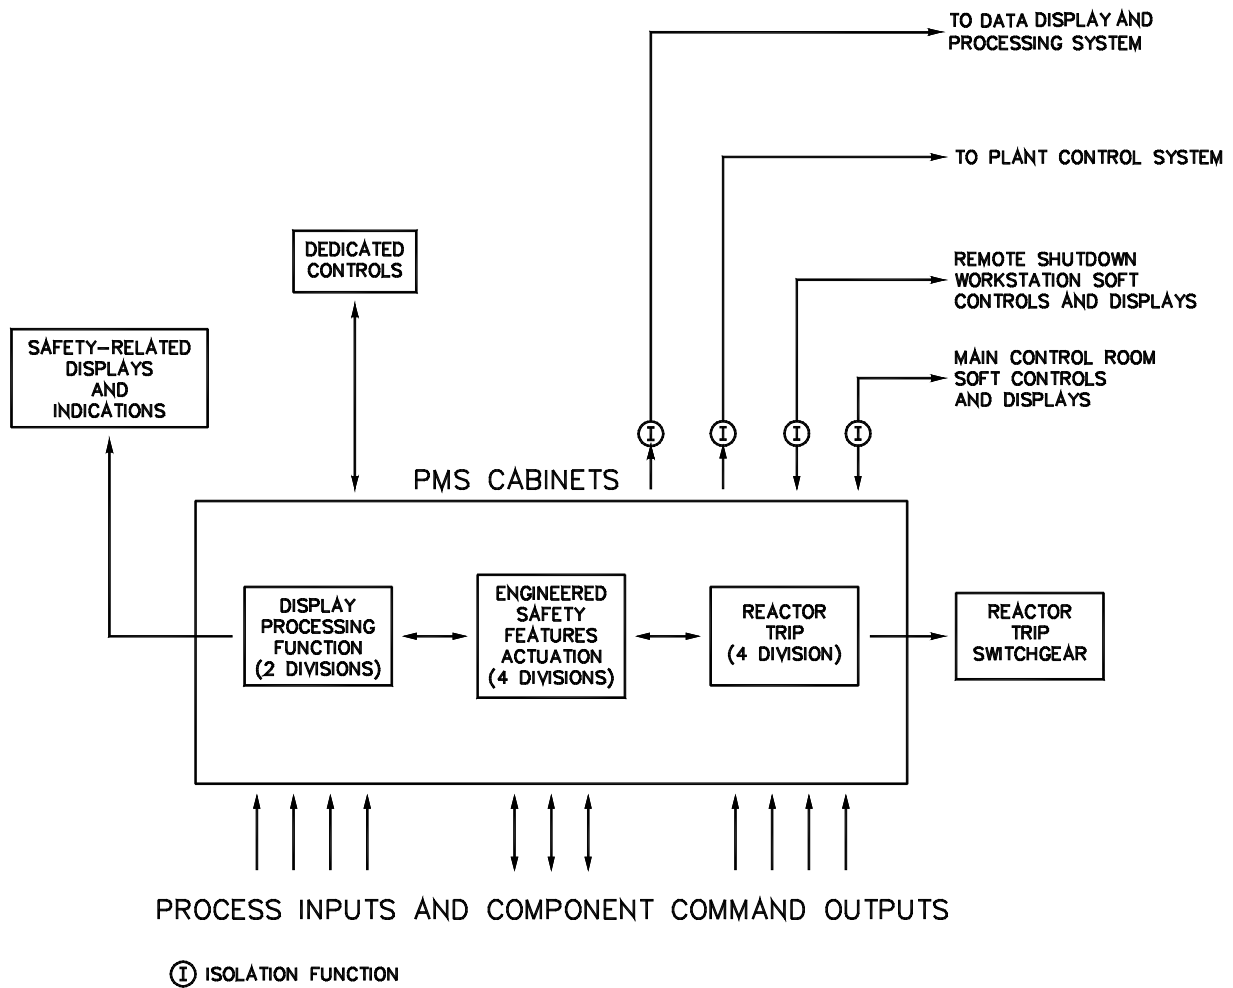 TO DATA DISPLAY AND
PROCESSING SYSTEM
TO PLANT CONTROL SYSTEM
DEDICATED
CONTROLS
REMOTE SHUTDOWN
WORKSTATION SOFT
CONTROLS AND DISPLAYS
SAFETY-RELATED
DISPLAYS
AND
INDICATIONS
MAIN CONTROL ROOM
SOFT CONTROLS
AND DISPLAYS
I
I
I
I
PMS CABINETS
DISPLAY
PROCESSING
FUNCTION
(2 DIVISIONS)
ENGINEERED
SAFETY
FEATURES
ACTUATION
(4 DIVISIONS)
REACTOR
TRIP
(4 DIVISION)
REACTOR
TRIP
SWITCHGEAR
PROCESS INPUTS AND COMPONENT COMMAND OUTPUTS
I ISOLATION FUNCTION